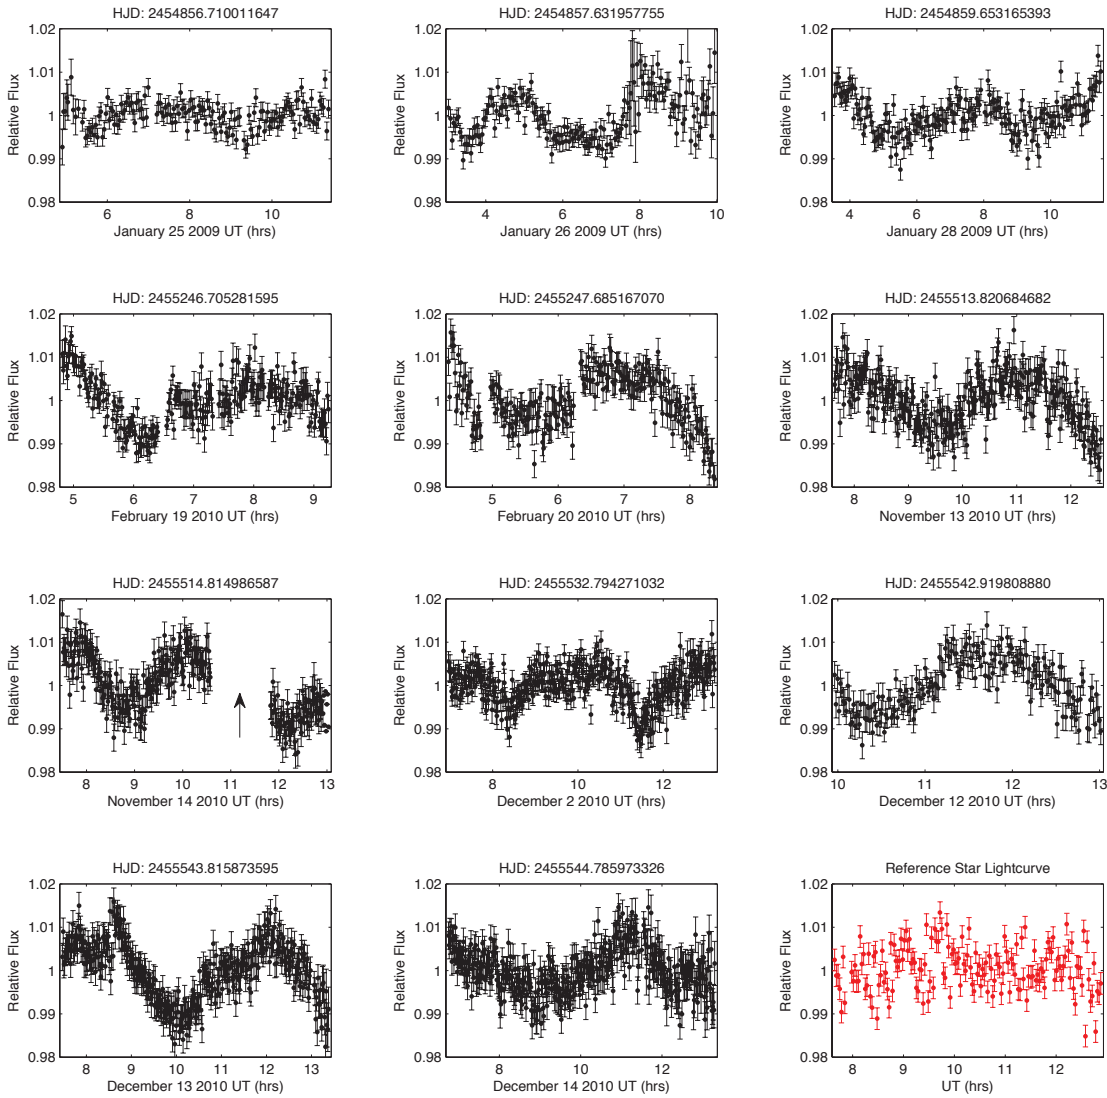 HJD: 2454856.710011647
1.02
1.01
1
0.99
0.98
Relative Flux
6 8 10
January 25 2009 UT (hrs)
HJD: 2454857.631957755
1.02
1.01
1
0.99
0.98
Relative Flux
4 6 8 10
January 26 2009 UT (hrs)
HJD: 2454859.653165393
1.02
1.01
1
0.99
0.98
Relative Flux
4 6 8 10
January 28 2009 UT (hrs)
HJD: 2455246.705281595
1.02
1.01
1
0.99
0.98
Relative Flux
5 6 7 8 9
February 19 2010 UT (hrs)
HJD: 2455247.685167070
1.02
1.01
1
0.99
0.98
Relative Flux
5 6 7 8
February 20 2010 UT (hrs)
HJD: 2455513.820684682
1.02
1.01
1
0.99
0.98
Relative Flux
8 9 10 11 12
November 13 2010 UT (hrs)
HJD: 2455514.814986587
1.02
1.01
1
0.99
0.98
Relative Flux
8 9 10 11 12 13
November 14 2010 UT (hrs)
HJD: 2455532.794271032
1.02
1.01
1
0.99
0.98
Relative Flux
8 9 10 11 12 13
December 2 2010 UT (hrs)
HJD: 2455542.919808880
1.02
1.01
1
0.99
0.98
Relative Flux
10 11 12 13
December 12 2010 UT (hrs)
HJD: 2455543.815873595
1.02
1.01
1
0.99
0.98
Relative Flux
8 9 10 11 12 13
December 13 2010 UT (hrs)
HJD: 2455544.785973326
1.02
1.01
1
0.99
0.98
Relative Flux
8 9 10 11 12 13
December 14 2010 UT (hrs)
Reference Star Lightcurve
1.02
1.01
1
0.99
0.98
Relative Flux
8 9 10 11 12
UT (hrs)